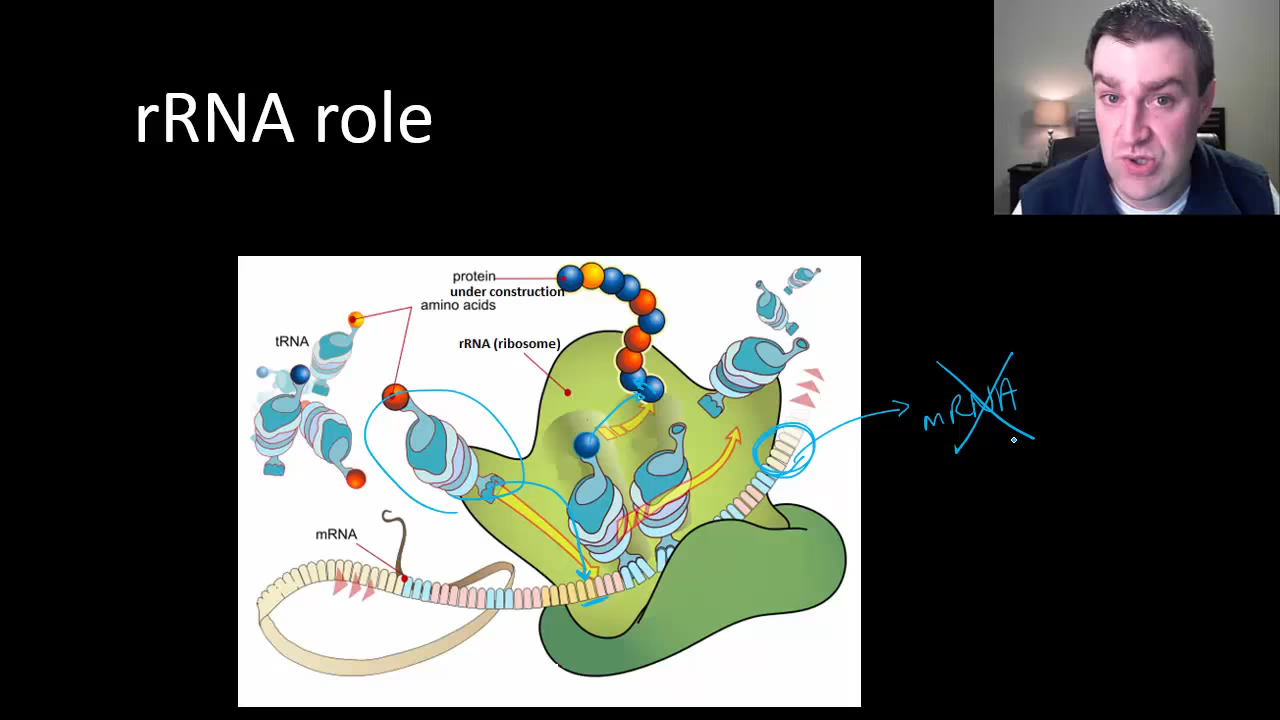 rRNA role
protein
under construction
amino acids
tRNA
rRNA (ribosome)
mRNA
mRNA